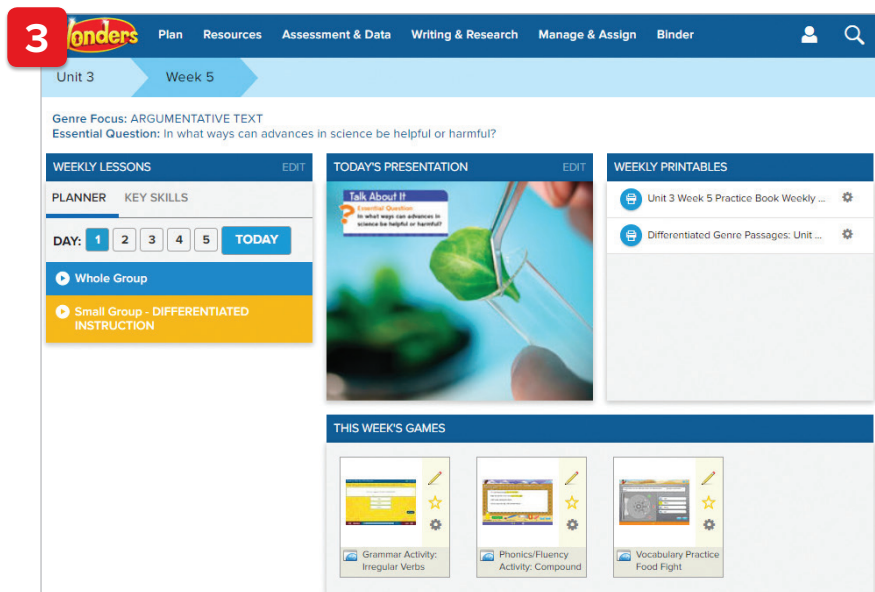 3
Wonders
Plan
Resources
Assessment & Data
Writing & Research
Manage & Assign
Binder
Unit 3
Week 5
Genre Focus: ARGUMENTATIVE TEXT
Essential Question: In what ways can advances in science be helpful or harmful?
WEEKLY LESSONS
EDIT
PLANNER
KEY SKILLS
DAY: 1 2 3 4 5 TODAY
Whole Group
Small Group - DIFFERENTIATED
INSTRUCTION
TODAY'S PRESENTATION
EDIT
Talk About It
Essential Question
In what ways can advances in
science be helpful or harmful?
WEEKLY PRINTABLES
Unit 3 Week 5 Practice Book Weekly ...
Differentiated Genre Passages: Unit ...
THIS WEEK'S GAMES
Grammar Activity:
Irregular Verbs
Phonics/Fluency
Activity: Compound
Vocabulary Practice
Food Fight